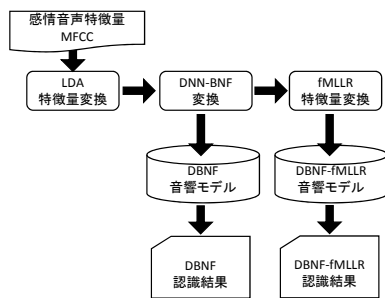 感情音声特徴量
MFCC
LDA
特徴量変換
DNN-BNF
変換
fMLLR
特徴量変換
DBNF
音響モデル
DBNF-fMLLR
音響モデル
DBNF
認識結果
DBNF-fMLLR
認識結果